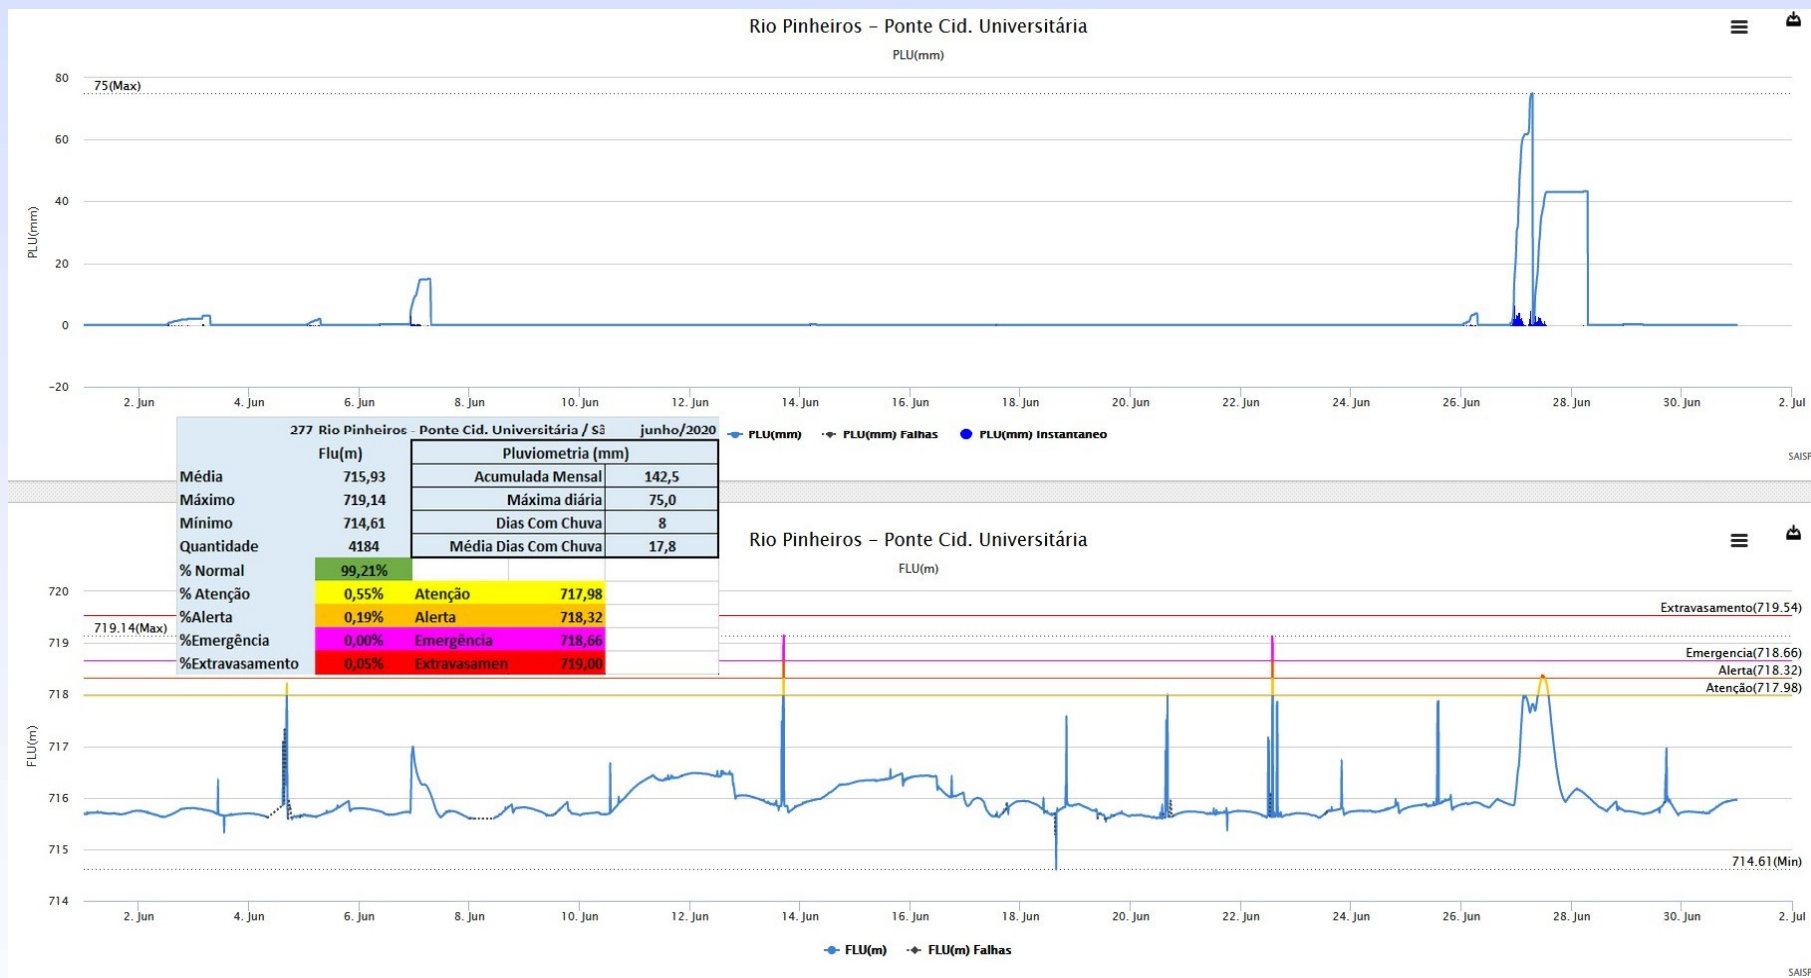 Rio Pinheiros - Ponte Cid. Universitária
PLU(mm)
80
75(Max)
60
40
20
0
-20
PLU(mm)
2. Jun 4. Jun 6. Jun 8. Jun 10. Jun 12. Jun 14. Jun 16. Jun 18. Jun 20. Jun 22. Jun 24. Jun 26. Jun 28. Jun 30. Jun 2. Jul
PLU(mm) PLU(mm) Falhas PLU(mm) Instantaneo
SAISP
277 Rio Pinheiros - Ponte Cid. Universitária / Sã junho/2020
Flu(m) Pluviometria (mm)
Média 715,93 Acumulada Mensal 142,5
Máximo 719,14 Máxima diária 75,0
Mínimo 714,61 Dias Com Chuva 8
Quantidade 4184 Média Dias Com Chuva 17,8
% Normal 99,21%
% Atenção 0,55% Atenção 717,98
%Alerta 0,19% Alerta 718,32
%Emergência 0,00% Emergência 718,66
%Extravasamento 0,05% Extravasamen 719,00
Rio Pinheiros - Ponte Cid. Universitária
FLU(m)
720
Extravasamento(719.54)
719.14(Max)
719
Emergencia(718.66)
Alerta(718.32)
718
Atenção(717.98)
717
716
715
714.61(Min)
714
FLU(m)
2. Jun 4. Jun 6. Jun 8. Jun 10. Jun 12. Jun 14. Jun 16. Jun 18. Jun 20. Jun 22. Jun 24. Jun 26. Jun 28. Jun 30. Jun 2. Jul
FLU(m) FLU(m) Falhas
SAISP